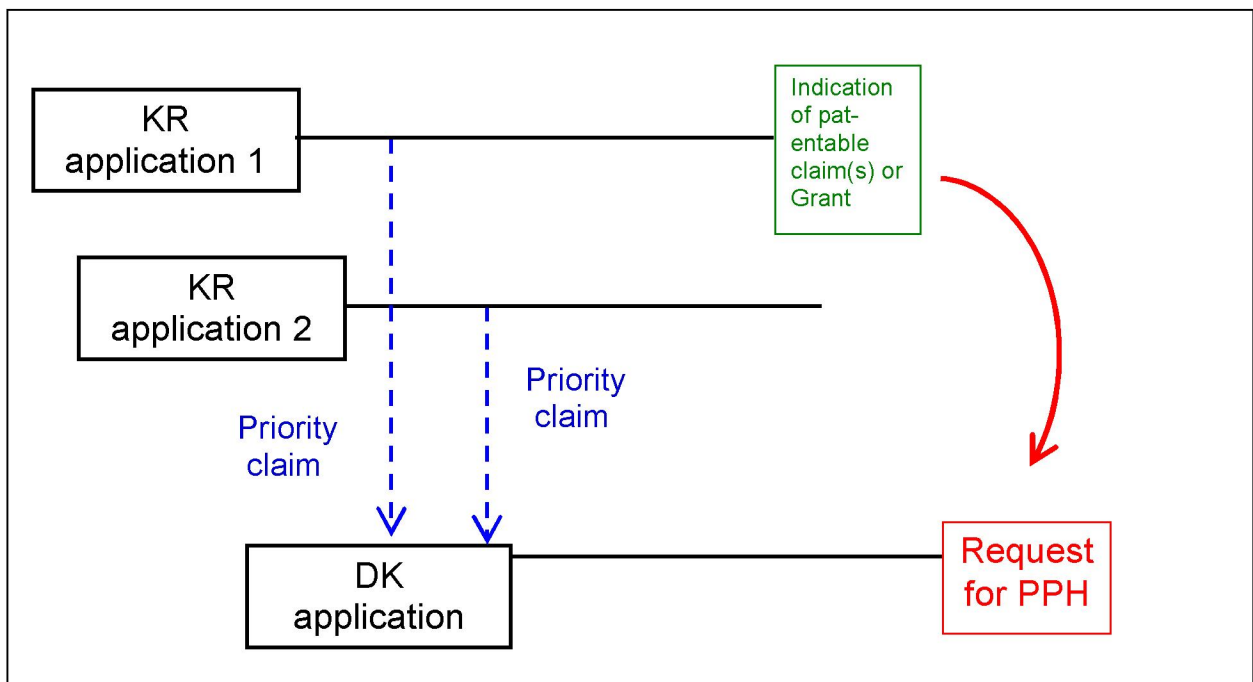 KR
application 1
Indication
of pat-
entable
claim(s) or
Grant
KR
application 2
Priority
claim
Priority
claim
DK
application
Request
for PPH